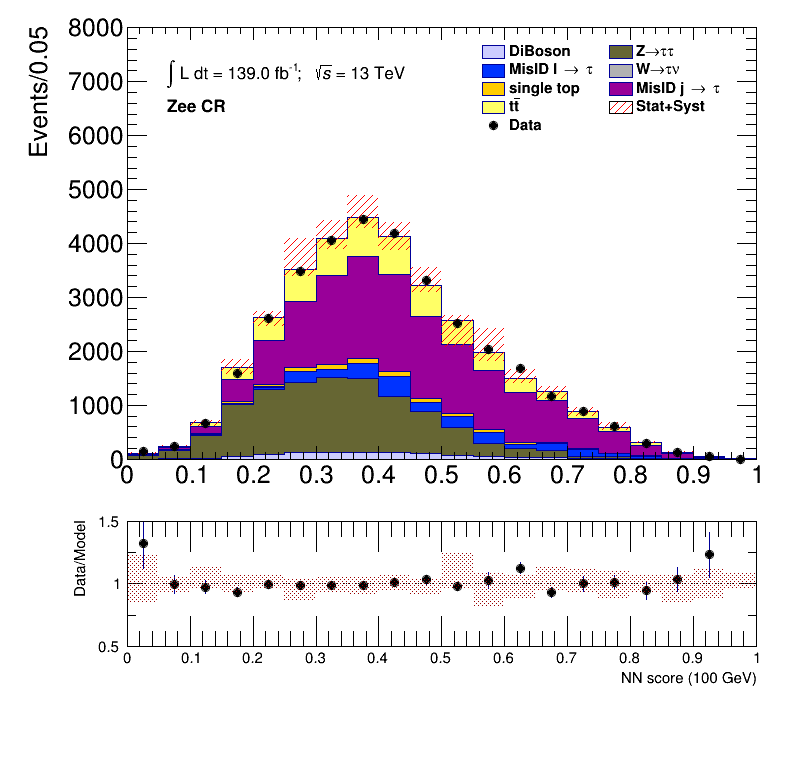 8000
7000
6000
5000
4000
3000
2000
1000
0
Events/0.05
∫ L dt = 139.0 fb⁻¹; √s = 13 TeV
Zee CR
DiBoson
Z→ττ
MisID l → τ
W→τν
single top
MisID j → τ
tt̄
Stat+Syst
Data
0 0.1 0.2 0.3 0.4 0.5 0.6 0.7 0.8 0.9 1
1.5
1
0.5
Data/Model
0 0.1 0.2 0.3 0.4 0.5 0.6 0.7 0.8 0.9 1
NN score (100 GeV)